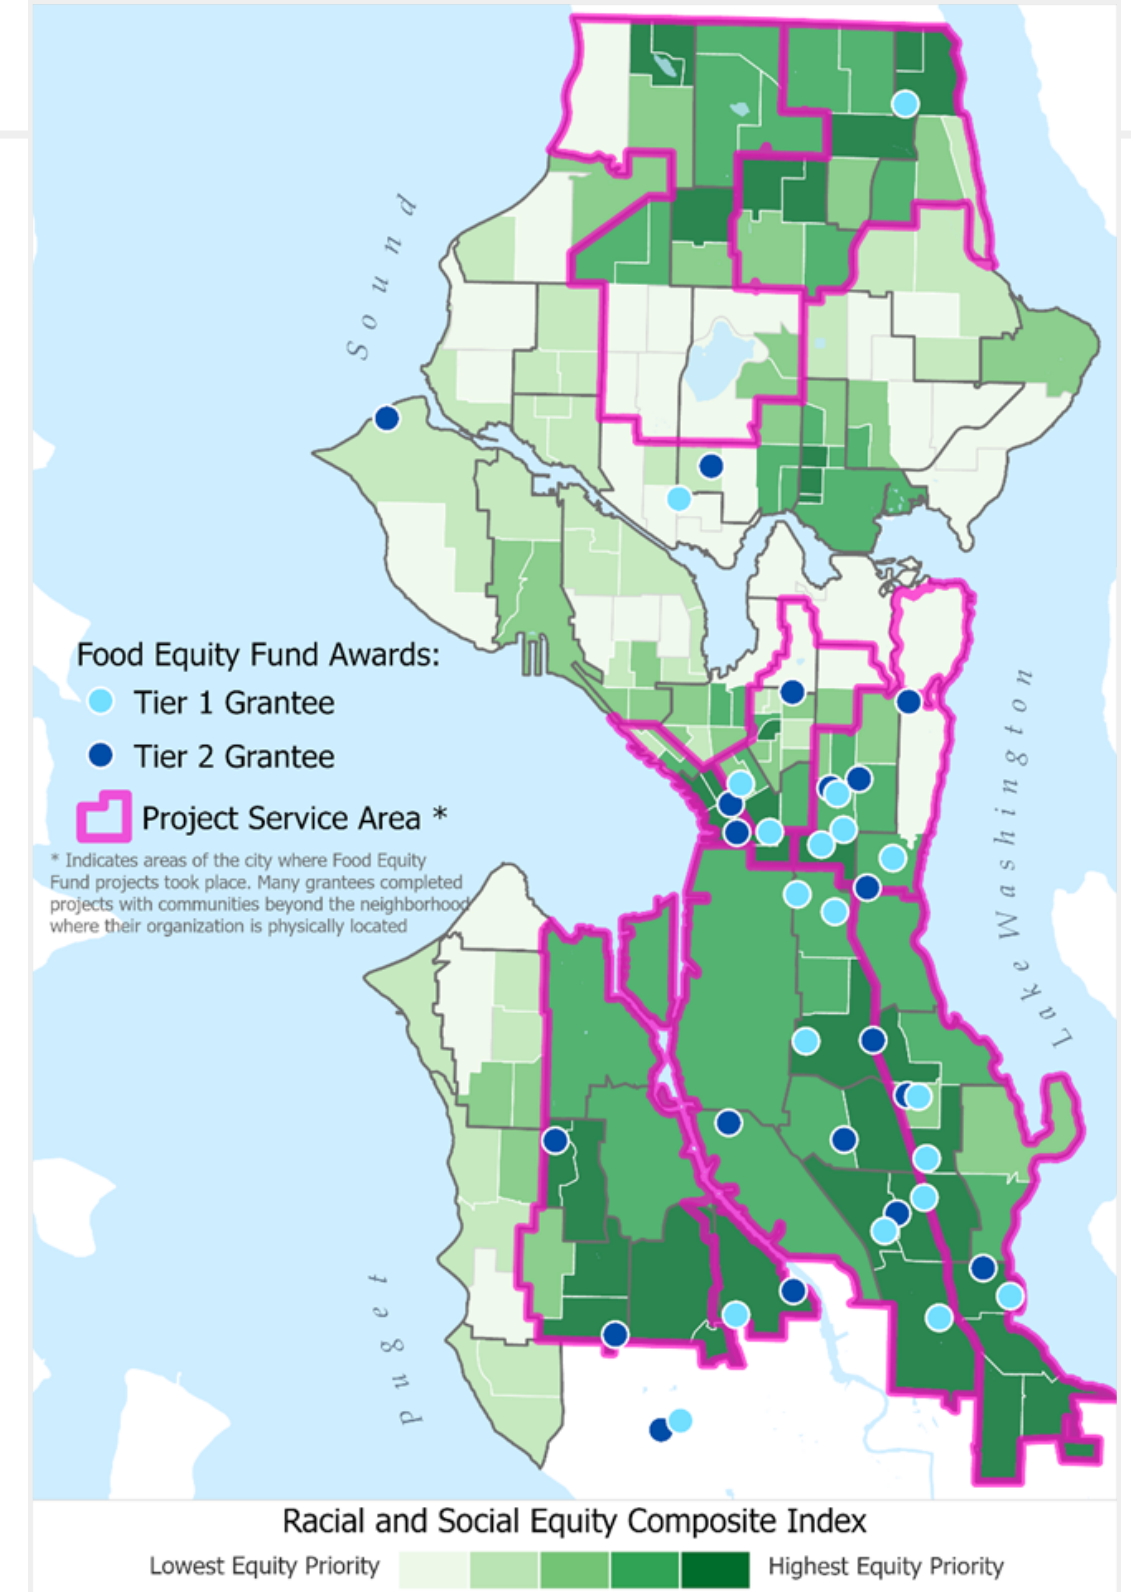 Sound
Food Equity Fund Awards:
Tier 1 Grantee
Tier 2 Grantee
Project Service Area *
* Indicates areas of the city where Food Equity
Fund projects took place. Many grantees completed
projects with communities beyond the neighborhood
where their organization is physically located
Lake Washington
Puget
Racial and Social Equity Composite Index
Lowest Equity Priority
Highest Equity Priority